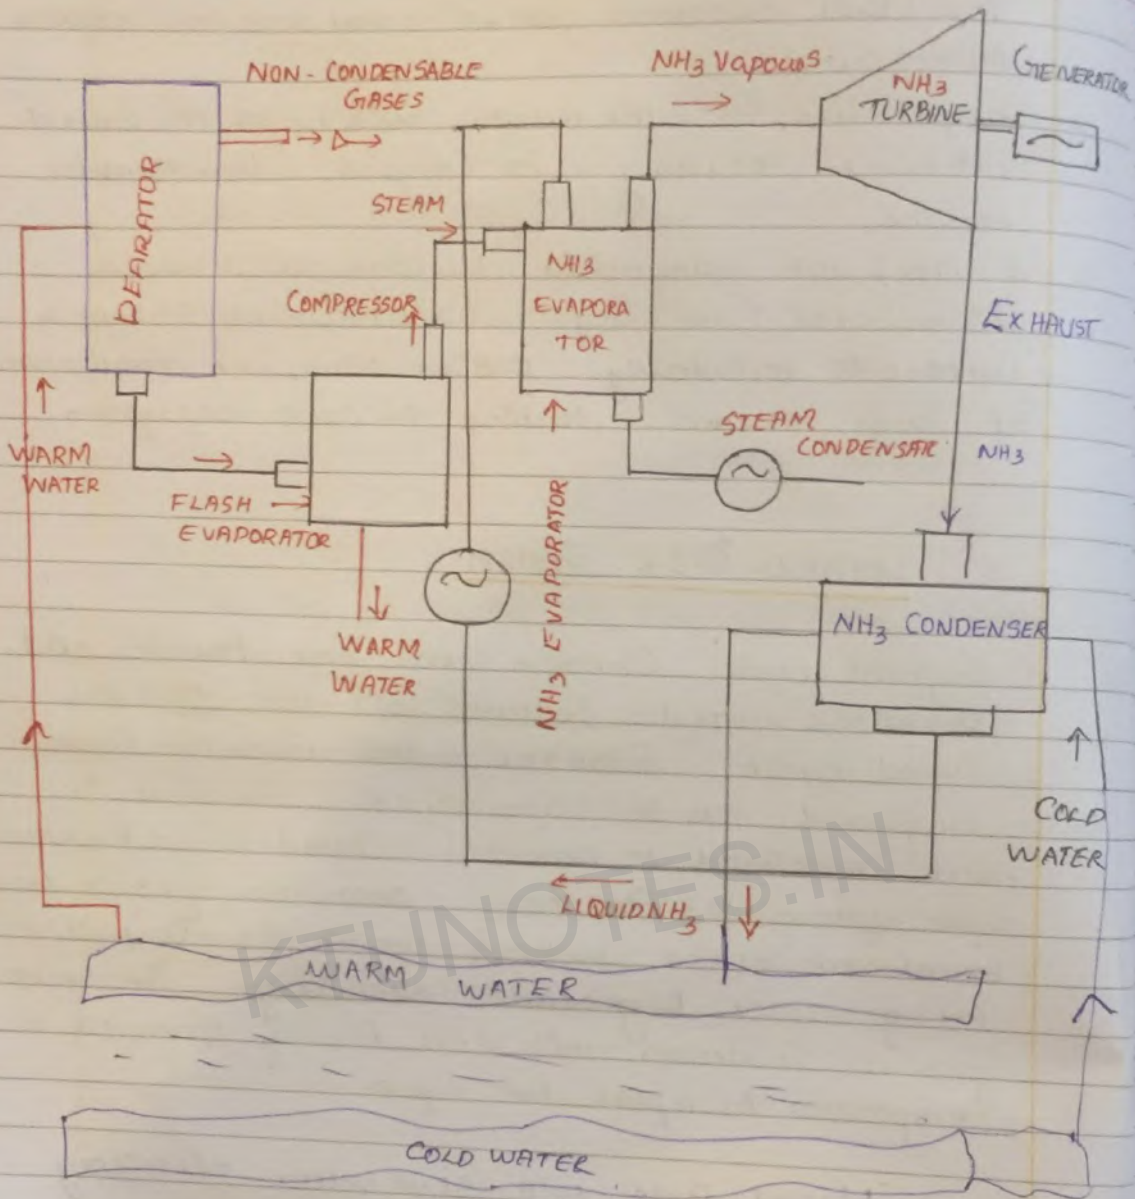 NON-CONDENSABLE
GASES
NH3 Vapours
NH3
TURBINE
GENERATOR
DEARATOR
STEAM
COMPRESSOR
NH3
EVAPORA
TOR
EXHAUST
NH3
WARM
WATER
FLASH
EVAPORATOR
STEAM
CONDENSAR
NH3 EVAPORATOR
WARM
WATER
NH3 CONDENSER
COLD
WATER
LIQUID NH3
WARM
WATER
COLD WATER
KTUNOTES.IN